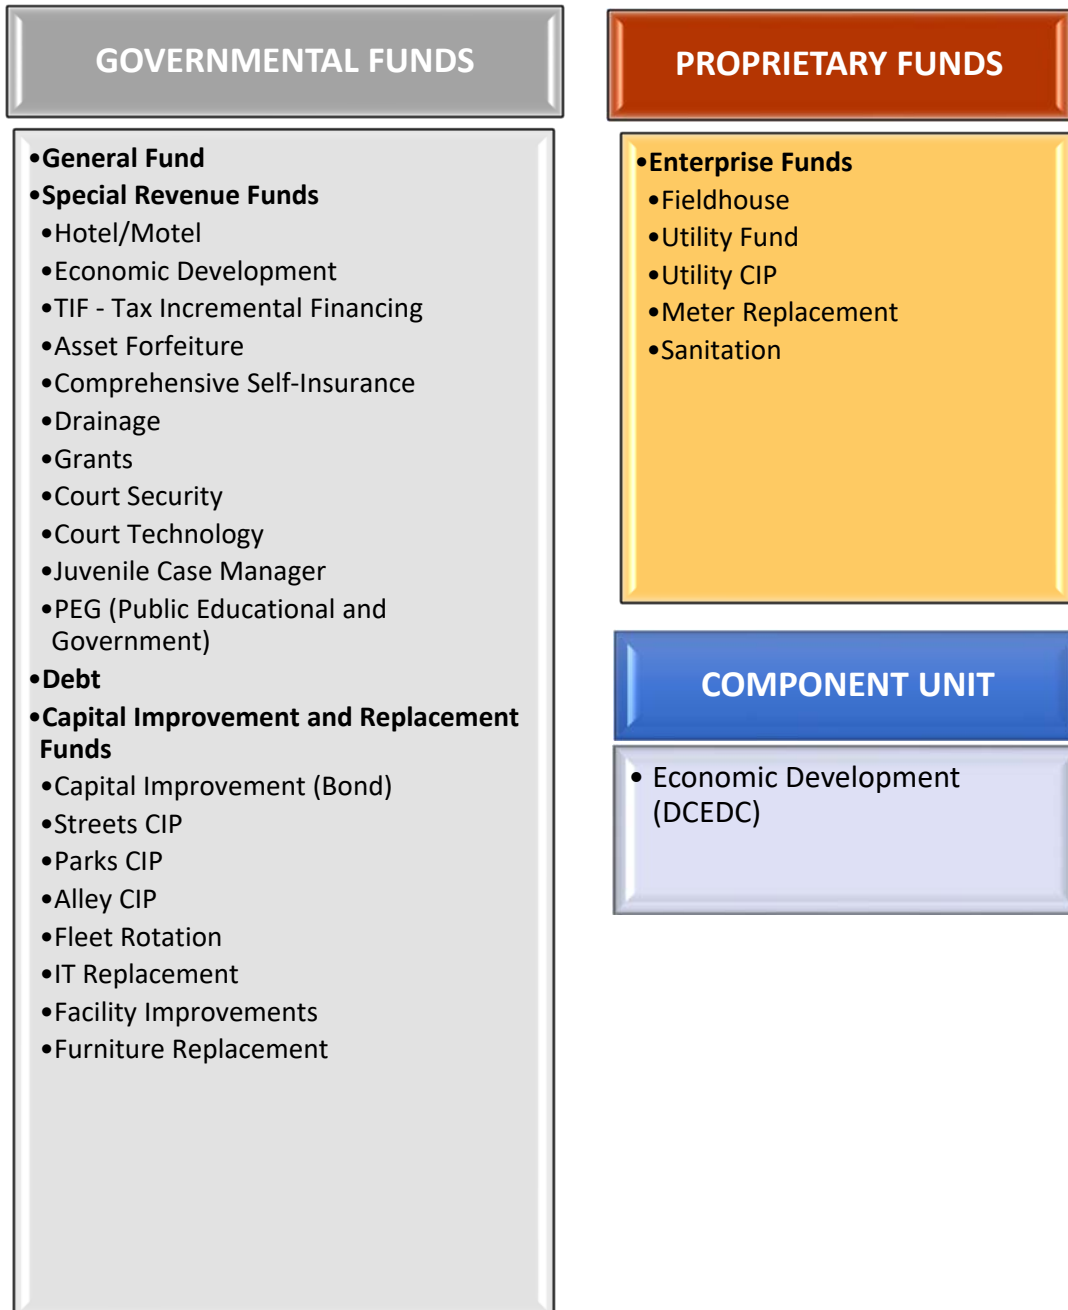 GOVERNMENTAL FUNDS
•General Fund
•Special Revenue Funds
•Hotel/Motel
•Economic Development
•TIF - Tax Incremental Financing
•Asset Forfeiture
•Comprehensive Self-Insurance
•Drainage
•Grants
•Court Security
•Court Technology
•Juvenile Case Manager
•PEG (Public Educational and
Government)
•Debt
•Capital Improvement and Replacement
Funds
•Capital Improvement (Bond)
•Streets CIP
•Parks CIP
•Alley CIP
•Fleet Rotation
•IT Replacement
•Facility Improvements
•Furniture Replacement
PROPRIETARY FUNDS
•Enterprise Funds
•Fieldhouse
•Utility Fund
•Utility CIP
•Meter Replacement
•Sanitation
COMPONENT UNIT
• Economic Development
(DCEDC)